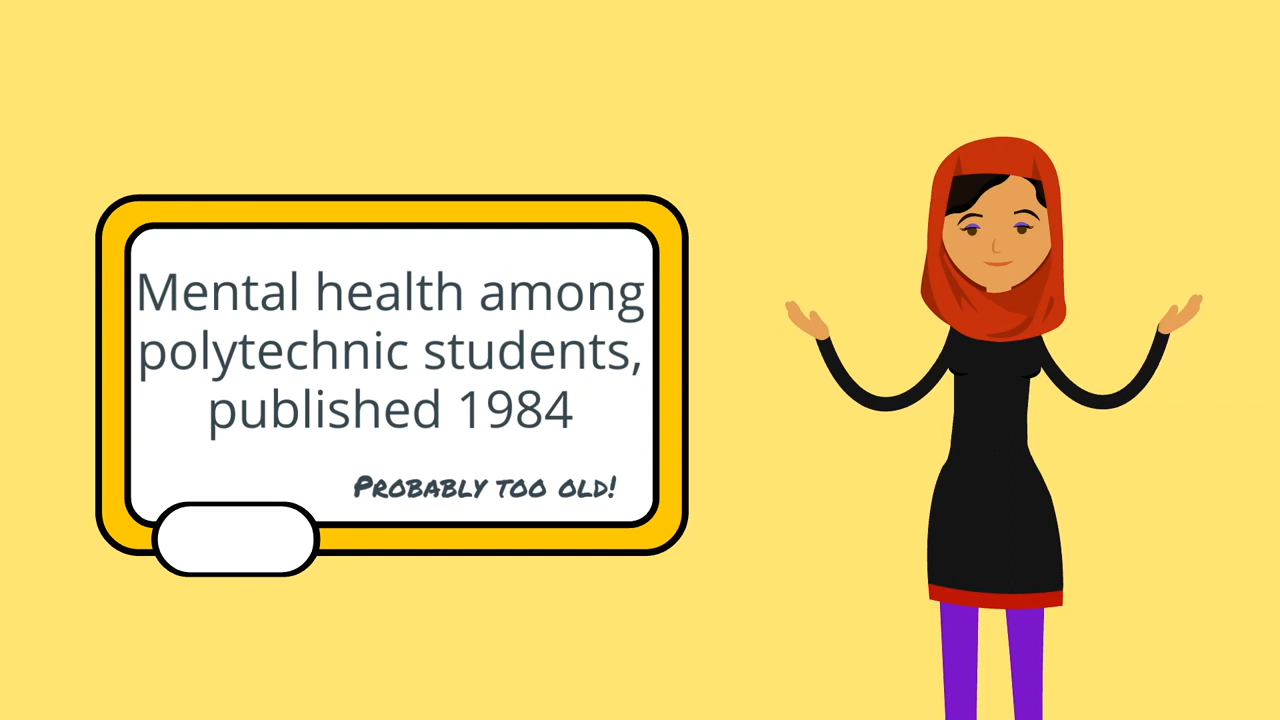 Mental health among
polytechnic students,
published 1984
Probably too old!